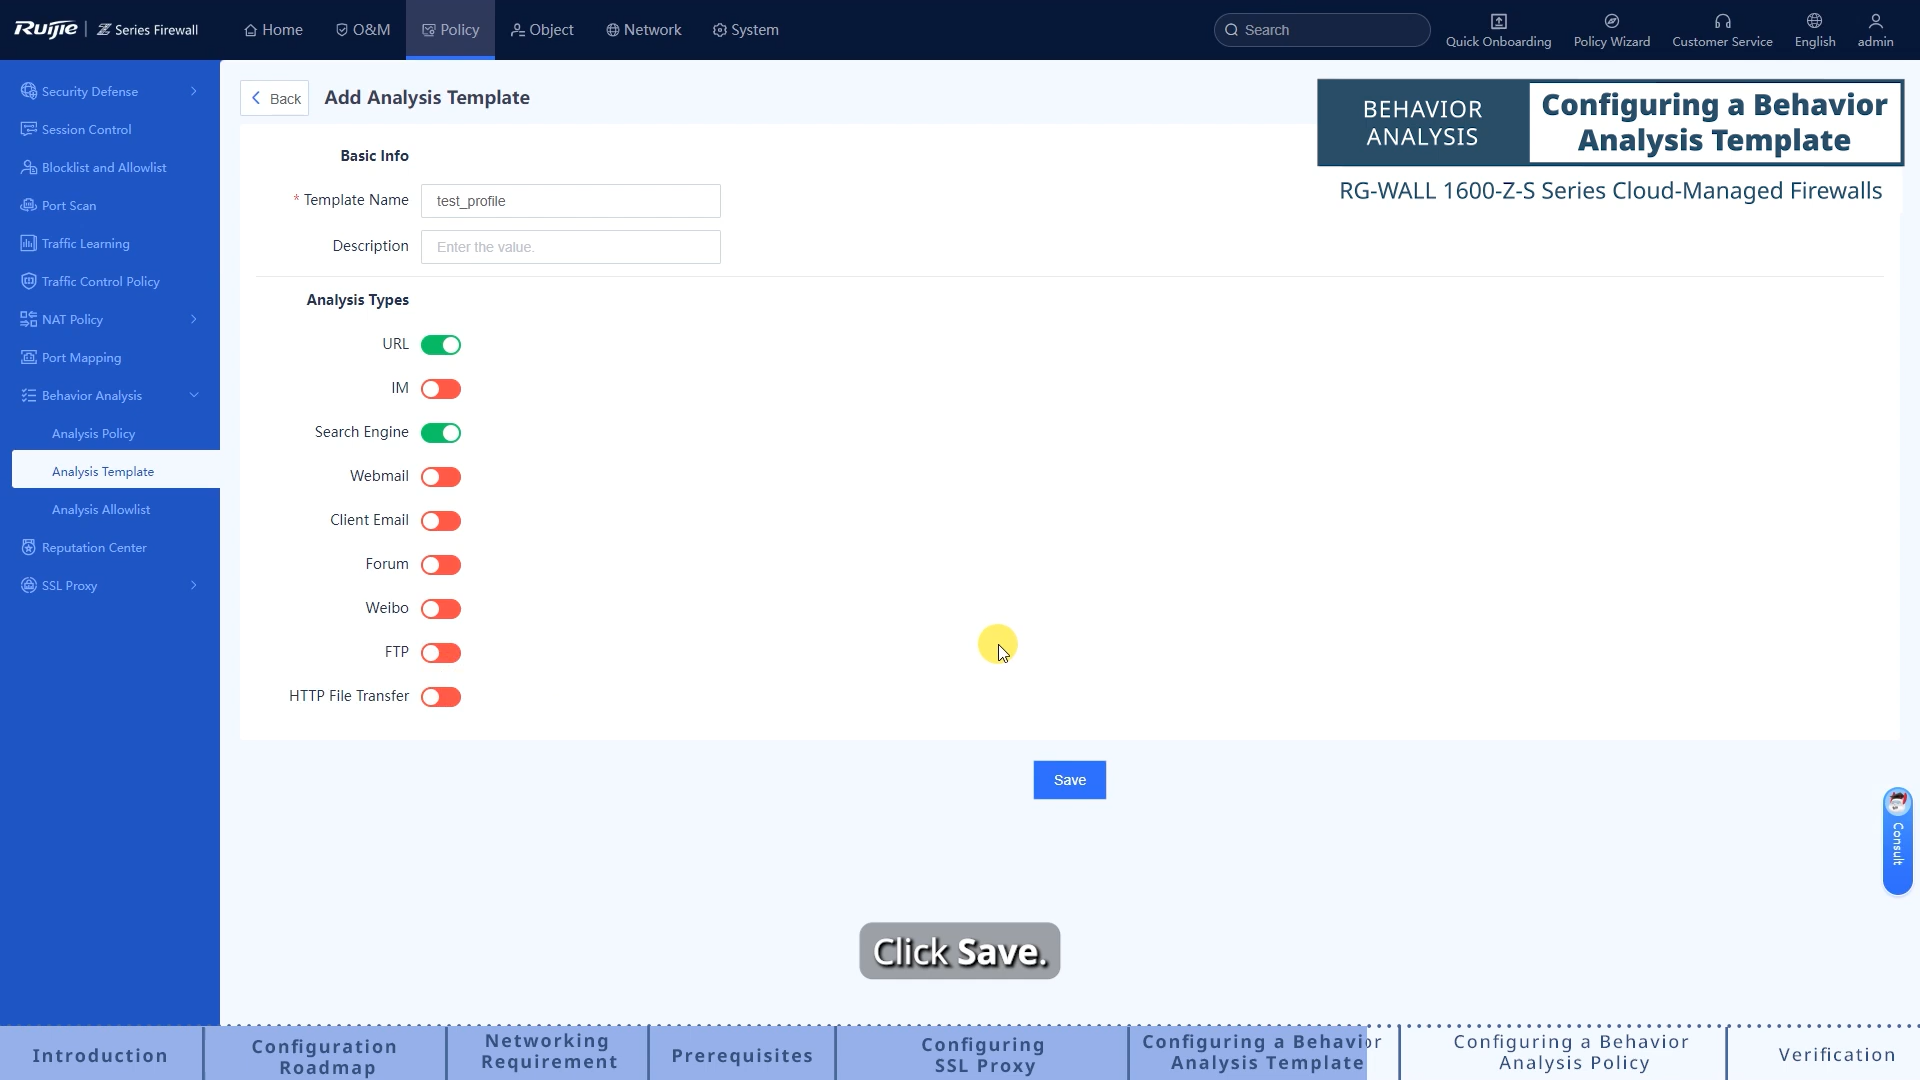 Ruijie | Z Series Firewall
Home
O&M
Policy
Object
Network
System
Search
Quick Onboarding
Policy Wizard
Customer Service
English
admin
Security Defense
Session Control
Blocklist and Allowlist
Port Scan
Traffic Learning
Traffic Control Policy
NAT Policy
Port Mapping
Behavior Analysis
Analysis Policy
Analysis Template
Analysis Allowlist
Reputation Center
SSL Proxy
Back
Add Analysis Template
BEHAVIOR
ANALYSIS
Configuring a Behavior
Analysis Template
RG-WALL 1600-Z-S Series Cloud-Managed Firewalls
Basic Info
* Template Name
test_profile
Description
Enter the value.
Analysis Types
URL
IM
Search Engine
Webmail
Client Email
Forum
Weibo
FTP
HTTP File Transfer
Save
Consult
Click Save.
Introduction
Configuration
Roadmap
Networking
Requirement
Prerequisites
Configuring
SSL Proxy
Configuring a Behavior
Analysis Template
Configuring a Behavior
Analysis Policy
Verification